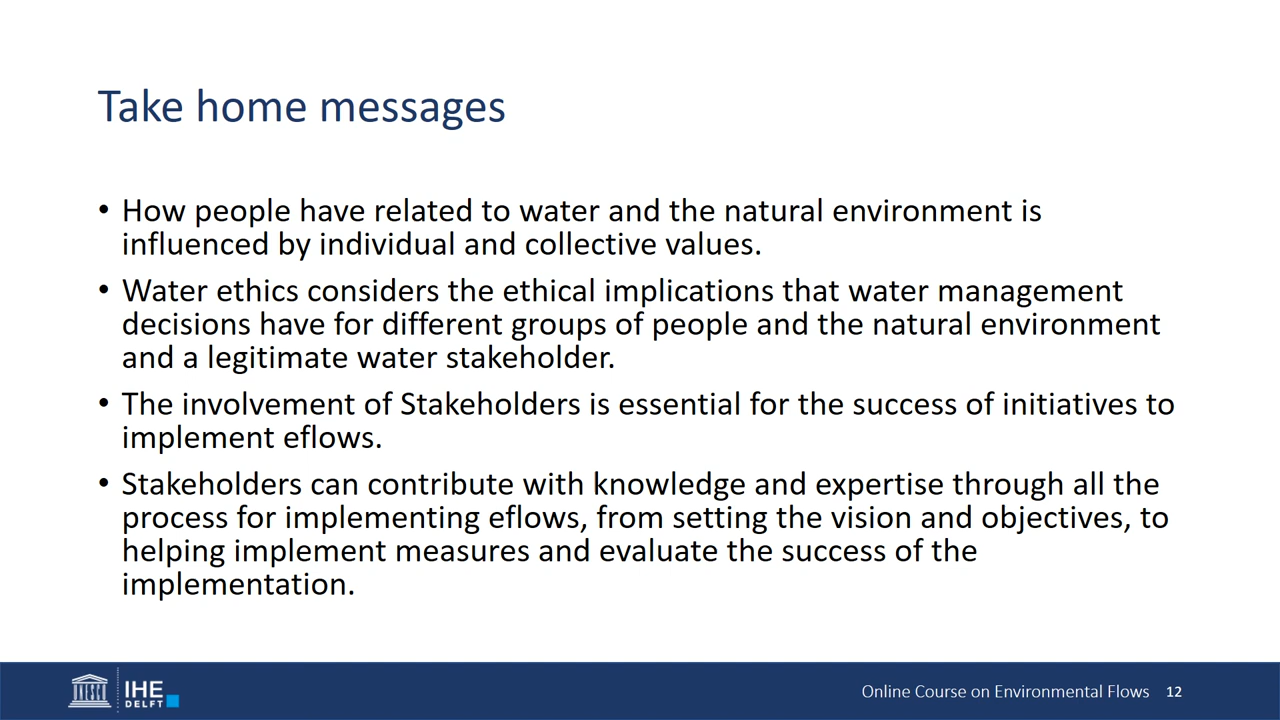 Take home messages
• How people have related to water and the natural environment is
influenced by individual and collective values.
• Water ethics considers the ethical implications that water management
decisions have for different groups of people and the natural environment
and a legitimate water stakeholder.
• The involvement of Stakeholders is essential for the success of initiatives to
implement eflows.
• Stakeholders can contribute with knowledge and expertise through all the
process for implementing eflows, from setting the vision and objectives, to
helping implement measures and evaluate the success of the
implementation.
UNESCO
IHE
DELFT
Online Course on Environmental Flows 12